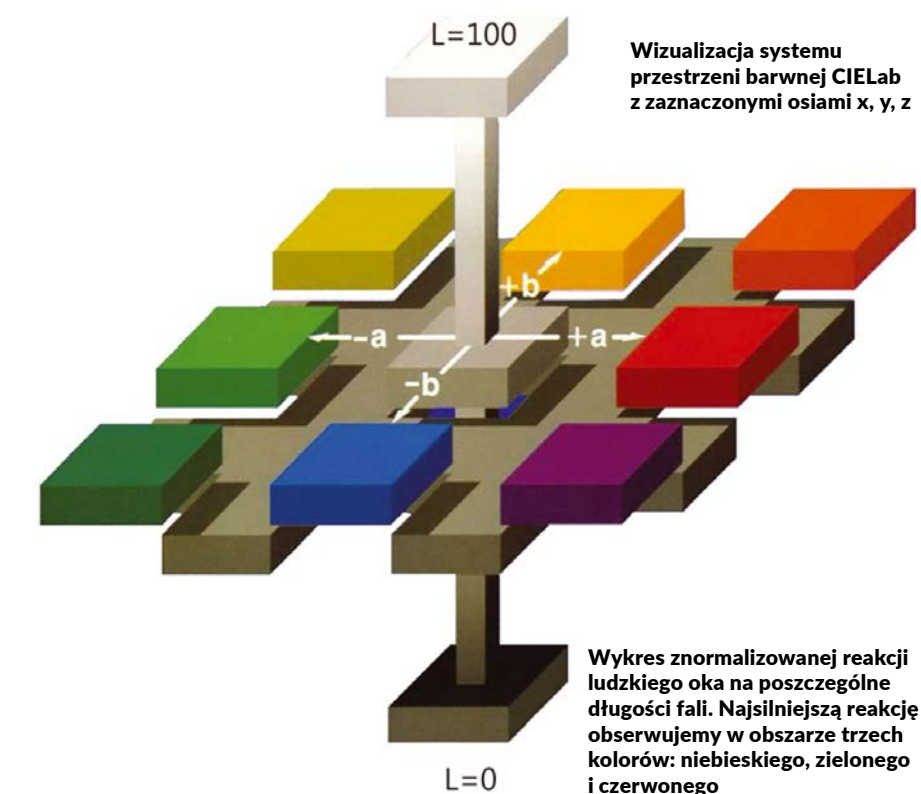 L=100
Wizualizacja systemu
przestrzeni barwnej CIELab
z zaznaczonymi osiami x, y, z
+b
-a
+a
-b
Wykres znormalizowanej reakcji
ludzkiego oka na poszczególne
długości fali. Najsilniejszą reakcję
obserwujemy w obszarze trzech
kolorów: niebieskiego, zielonego
i czerwonego
L=0